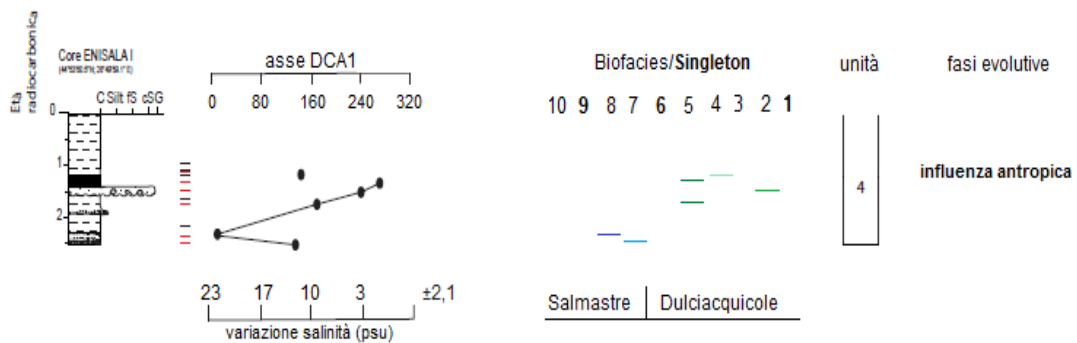 Età radiocarbonica
Core ENISALA I
C Silt fS cSG
0
1
2
asse DCA1
0 80 160 240 320
23 17 10 3 ±2,1
variazione salinità (psu)
Biofacies/Singleton
10 9 8 7 6 5 4 3 2 1
Salmastre Dulciacquicole
unità
4
fasi evolutive
influenza antropica